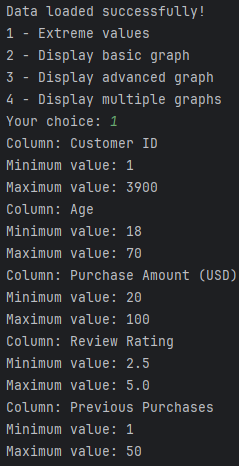 Data loaded successfully!
1 - Extreme values
2 - Display basic graph
3 - Display advanced graph
4 - Display multiple graphs
Your choice: 1
Column: Customer ID
Minimum value: 1
Maximum value: 3900
Column: Age
Minimum value: 18
Maximum value: 70
Column: Purchase Amount (USD)
Minimum value: 20
Maximum value: 100
Column: Review Rating
Minimum value: 2.5
Maximum value: 5.0
Column: Previous Purchases
Minimum value: 1
Maximum value: 50